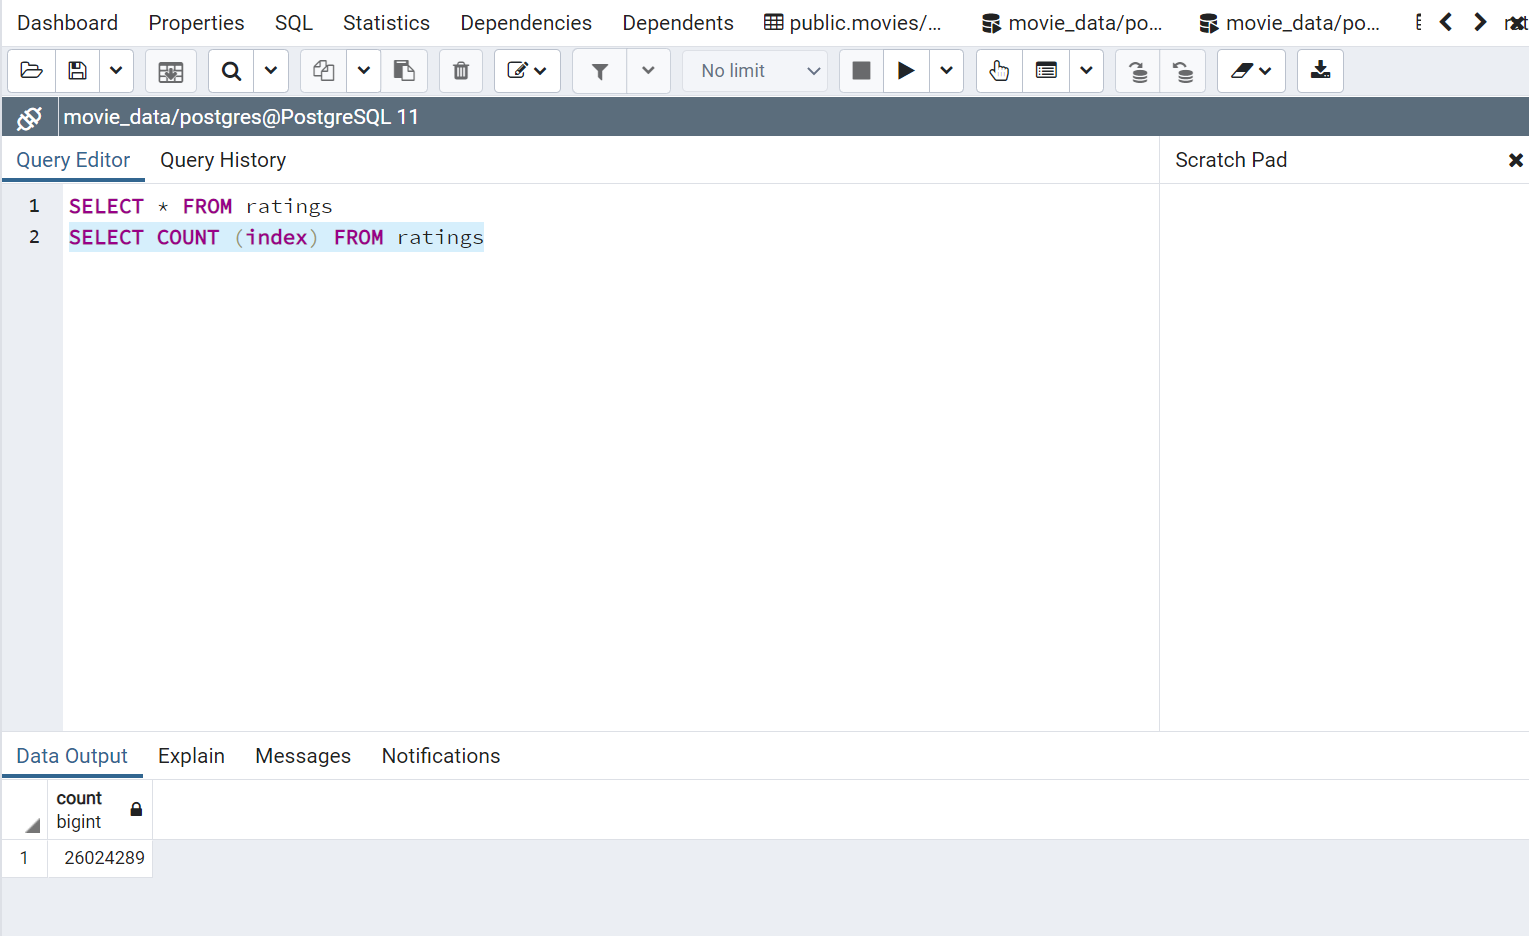 Dashboard Properties SQL Statistics Dependencies Dependents public.movies/... movie_data/po... movie_data/po...
No limit
movie_data/postgres@PostgreSQL 11
Query Editor Query History Scratch Pad
1 SELECT * FROM ratings
2 SELECT COUNT (index) FROM ratings
Data Output Explain Messages Notifications
count
bigint
1 26024289